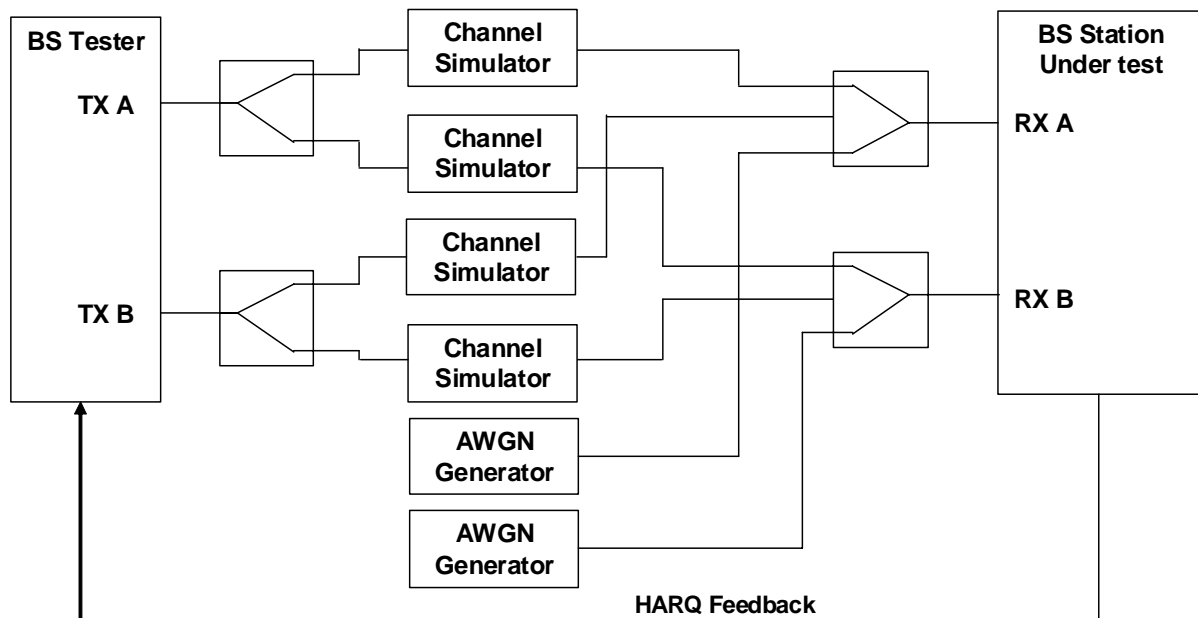 BS Tester
TX A
TX B
Channel
Simulator
Channel
Simulator
Channel
Simulator
Channel
Simulator
AWGN
Generator
AWGN
Generator
BS Station
Under test
RX A
RX B
HARQ Feedback